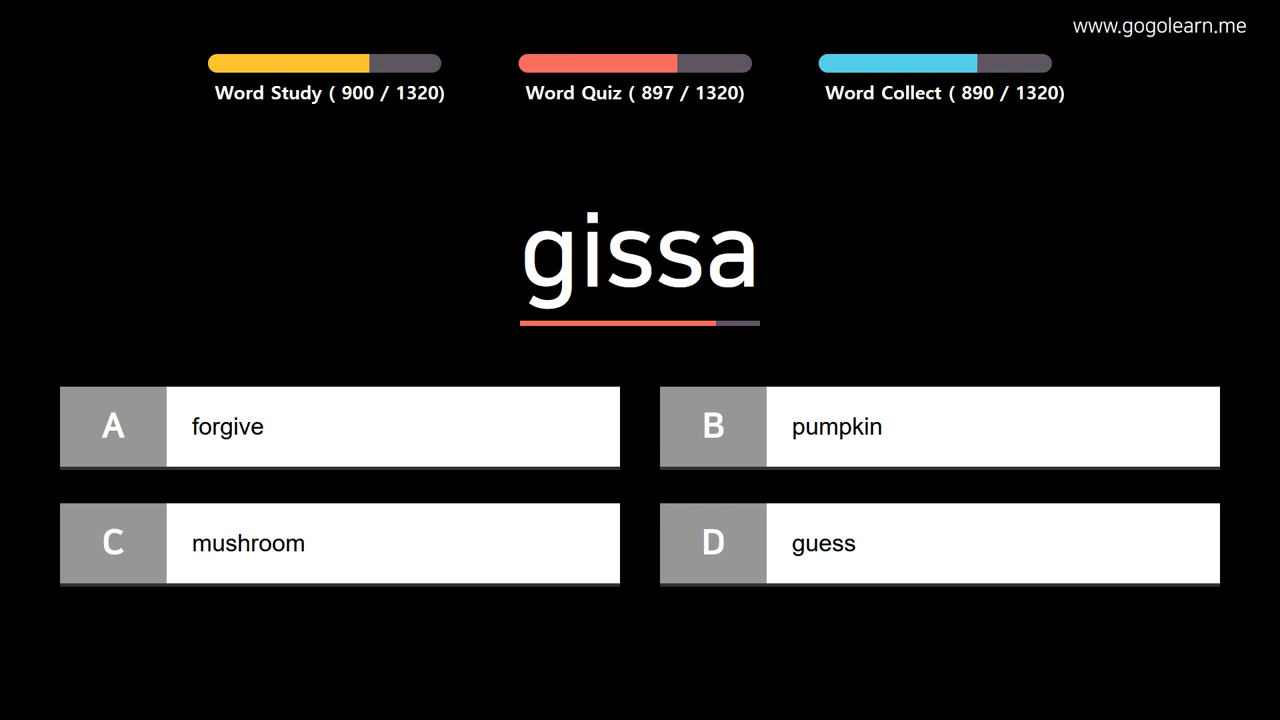 www.gogolearn.me
Word Study ( 900 / 1320)
Word Quiz ( 897 / 1320)
Word Collect ( 890 / 1320)
gissa
A forgive
B pumpkin
C mushroom
D guess